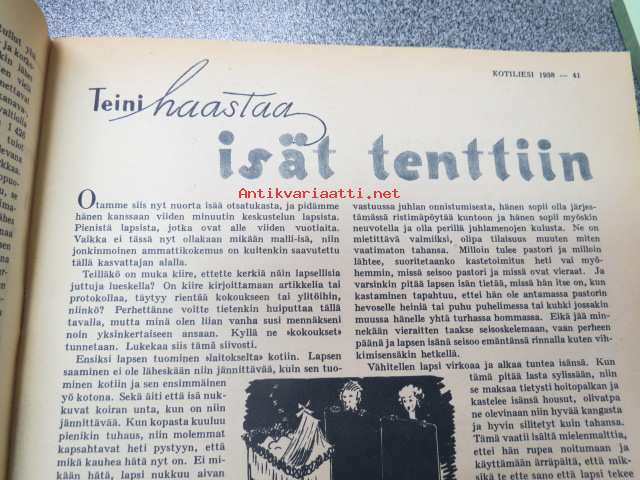 KOTILIESI 1938 — 41
Teini haastaa
isät tenttiin
Antikvariaatti.net
Otamme siis nyt nuorta isää otsatukasta, ja pidämme
hänen kanssaan viiden minuutin keskustelun lapsista.
Pienistä lapsista, jotka ovat alle viiden vuotiaita.
Vaikka ei tässä nyt ollakaan mikään malli-isä, niin
jonkinmoinen ammattikokemus on kuitenkin saavutettu
tällä kasvattajan alalla.
Teilläkö on muka kiire, ettette kerkiä näin lapsellisia
juttuja lueskella? On kiire kirjoittamaan artikkelia tai
protokollaa, täytyy rientää kokoukseen tai ylitöihin,
niinkö? Perhettänne voitte tietenkin huiputtaa tällä
tavalla, mutta minä olen liian vanha susi mennäkseni
noin yksinkertaiseen ansaan. Kyllä ne »kokoukset»
tunnetaan. Lukekaa siis tämä siivosti.
Ensiksi lapsen tuominen »laitokselta» kotiin. Lapsen
saaminen ei ole läheskään niin jännittävää, kuin sen tuo-
minen kotiin ja sen ensimmäinen
yö kotona. Sekä äiti että isä nuk-
kuvat koiran unta, kun on niin
jännittävää. Kun kopasta kuuluu
pienikin tuhaus, niin molemmat
kapsahtavat heti pystyyn, että
mikä kauhea hätä nyt on. Ei mi-
kään hätä, lapsi nukkuu aivan
vastuussa juhlan onnistumisesta, hänen sopii olla järjes-
tämässä ristimäpöytää kuntoon ja hänen sopii myöskin
neuvotella ja olla perillä juhlamenojen kulusta. Ne on
mietittävä valmiiksi, olipa tilaisuus muuten miten
vaatimaton tahansa. Milloin tulee pastori ja milloin
lähtee, suoritetaanko kastetoimitus heti vai myö-
hemmin, missä seisoo pastori ja missä ovat vieraat. Ja
varsinkin pitää lapsen isän tietää, missä hän itse on, kun
kastaminen tapahtuu, ettei hän ole antamassa pastorin
hevoselle heiniä tai puhu puhelimessa tai kuhki jossakin
muussa hänelle yhtä turhassa hommassa. Eikä jää min-
nekään vieraitten taakse seisoskelemaan, vaan perheen
päänä ja lapsen isänä seisoo emäntänsä rinnalla kuten vih-
kimisensäkin hetkellä.
Vähitellen lapsi virkoaa ja alkaa tuntea isänsä. Kun
tämä pitää lasta sylissään, niin
se maksaa tietysti hoitopalkan ja
kastelee isänsä housut, olivatpa
ne olevinaan niin hyvää kangasta
ja hyvin silitetyt kuin tahansa.
Tämä vaatii isältä mielenmalttia,
ettei hän rupea noitumaan ja
käyttämään ärräpäitä, että mikä-
sikä te ette sano että lapsi pitää